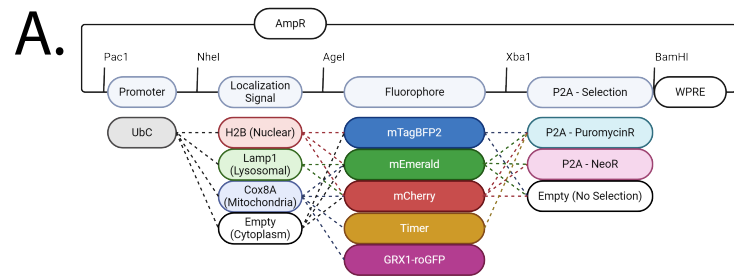 A.
AmpR
Pac1
NheI
AgeI
Xba1
BamHI
Promoter
Localization
Signal
Fluorophore
P2A - Selection
WPRE
UbC
H2B (Nuclear)
mTagBFP2
P2A - PuromycinR
Lamp1
(Lysosomal)
mEmerald
P2A - NeoR
Cox8A
(Mitochondria)
mCherry
Empty (No Selection)
Empty
(Cytoplasm)
Timer
GRX1-roGFP